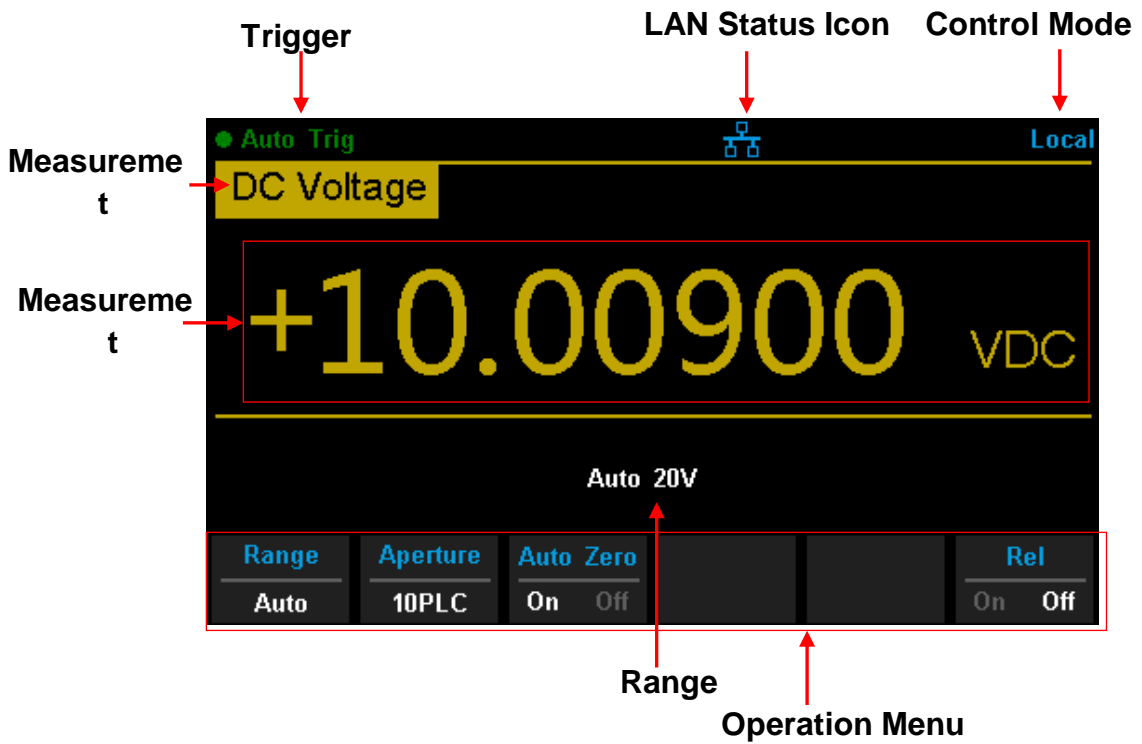 Trigger
LAN Status Icon
Control Mode
Auto Trig
Local
Measureme
t
DC Voltage
Measureme
t
+10.00900 VDC
Auto 20V
Range
Auto
Aperture
10PLC
Auto Zero
On Off
Rel
On Off
Range
Operation Menu